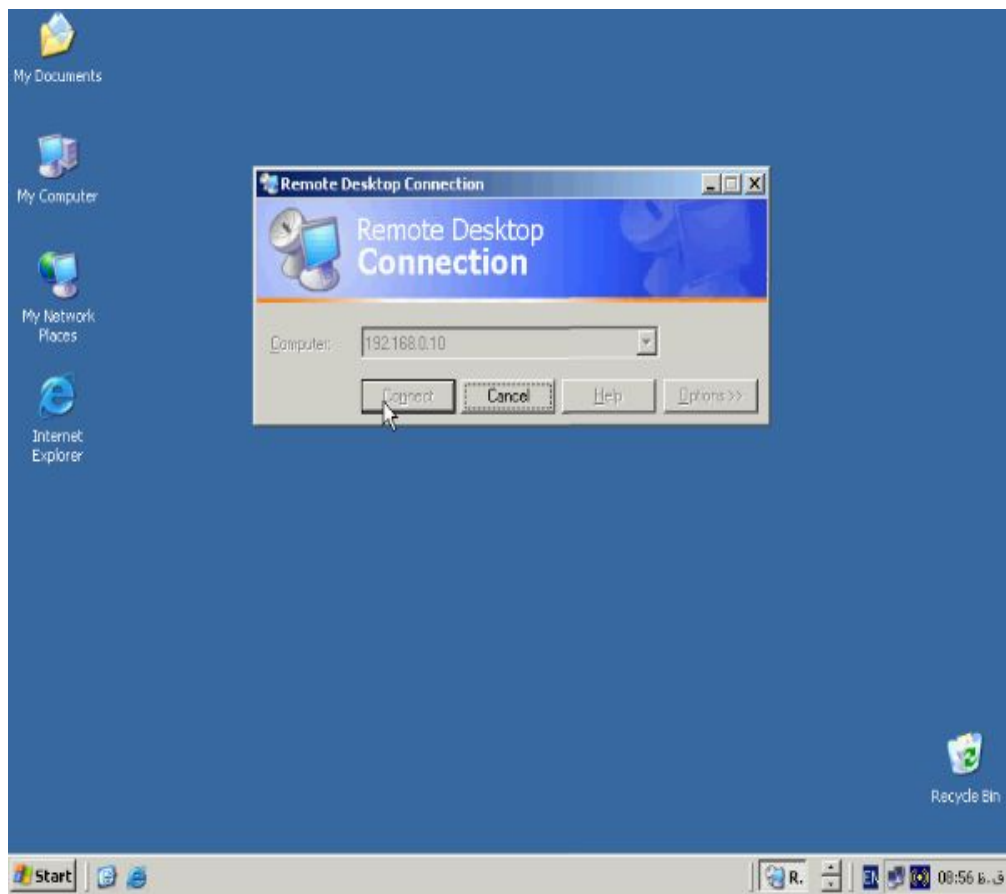 My Documents
My Computer
My Network
Places
Internet
Explorer
Remote Desktop Connection
Remote Desktop
Connection
Computer:
192.168.0.10
Connect
Cancel
Help
Options >>
Recycle Bin
Start
R.
EN
08:56 ق.ظ